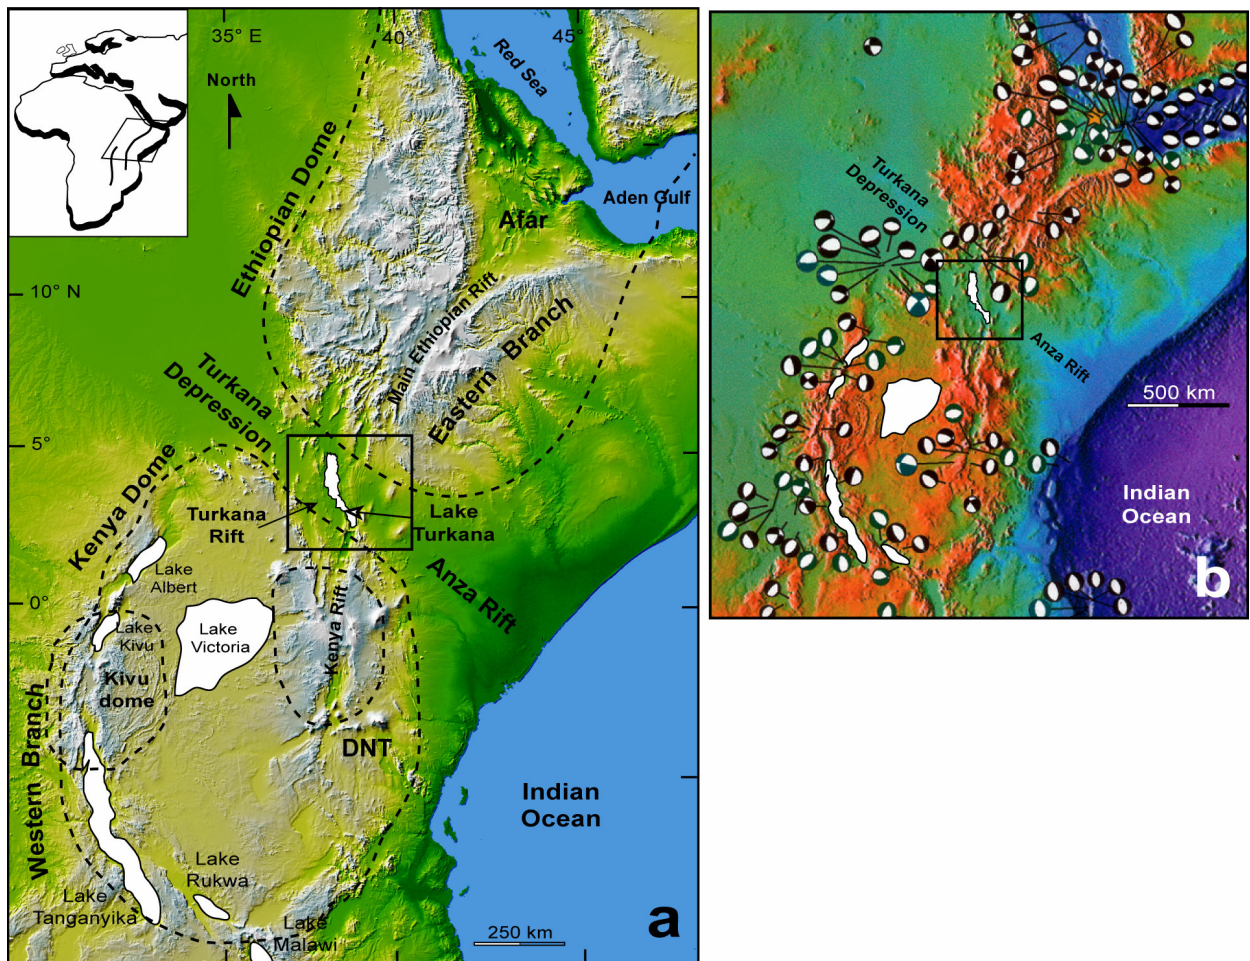 35° E
40°
45°
North
Red Sea
Ethiopian Dome
Afar
Aden Gulf
10° N
Main Ethiopian Rift
Eastern Branch
Turkana
Depression
5°
Kenya Dome
Turkana
Rift
Lake
Turkana
Lake
Albert
Anza Rift
0°
Lake
Kivu
Lake
Victoria
Kenya Rift
Kivu
dome
Western Branch
DNT
Indian
Ocean
Lake
Rukwa
Lake
Tanganyika
Lake
Malawi
250 km
a
Turkana
Depression
Anza Rift
500 km
Indian
Ocean
b